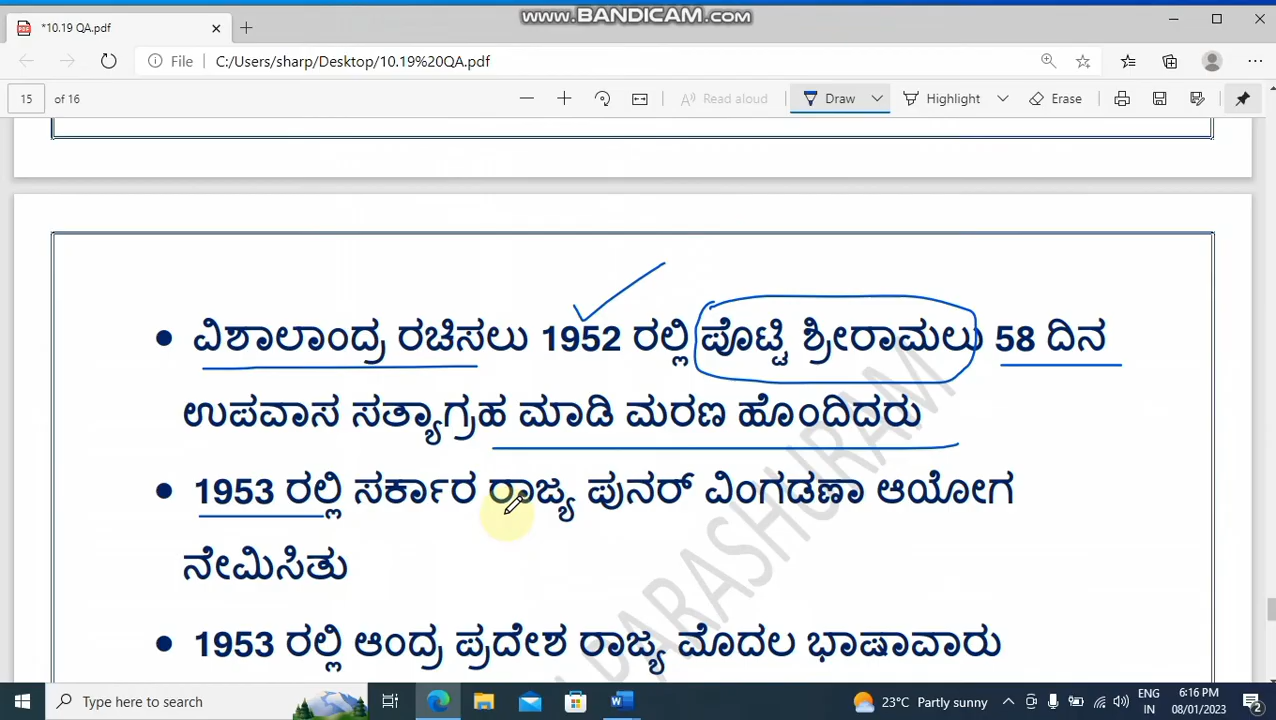 www.BANDICAM.com
*10.19 QA.pdf
File C:/Users/sharp/Desktop/10.19%20QA.pdf
15 of 16 Read aloud Draw Highlight Erase
ವಿಶಾಲಾಂದ್ರ ರಚಿಸಲು 1952 ರಲ್ಲಿ ಪೊಟ್ಟಿ ಶ್ರೀರಾಮಲು 58 ದಿನ
ಉಪವಾಸ ಸತ್ಯಾಗ್ರಹ ಮಾಡಿ ಮರಣ ಹೊಂದಿದರು
1953 ರಲ್ಲಿ ಸರ್ಕಾರ ರಾಜ್ಯ ಪುನರ್ ವಿಂಗಡಣಾ ಆಯೋಗ
ನೇಮಿಸಿತು
1953 ರಲ್ಲಿ ಆಂದ್ರ ಪ್ರದೇಶ ರಾಜ್ಯ ಮೊದಲ ಭಾಷಾವಾರು
PARASHURAM
Type here to search 23°C Partly sunny ENG 6:16 PM
IN 08/01/2023 2